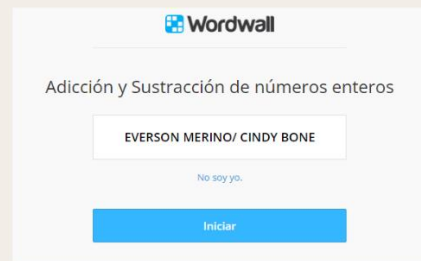 Wordwall
Adicción y Sustracción de números enteros
EVERSON MERINO/ CINDY BONE
No soy yo.
Iniciar